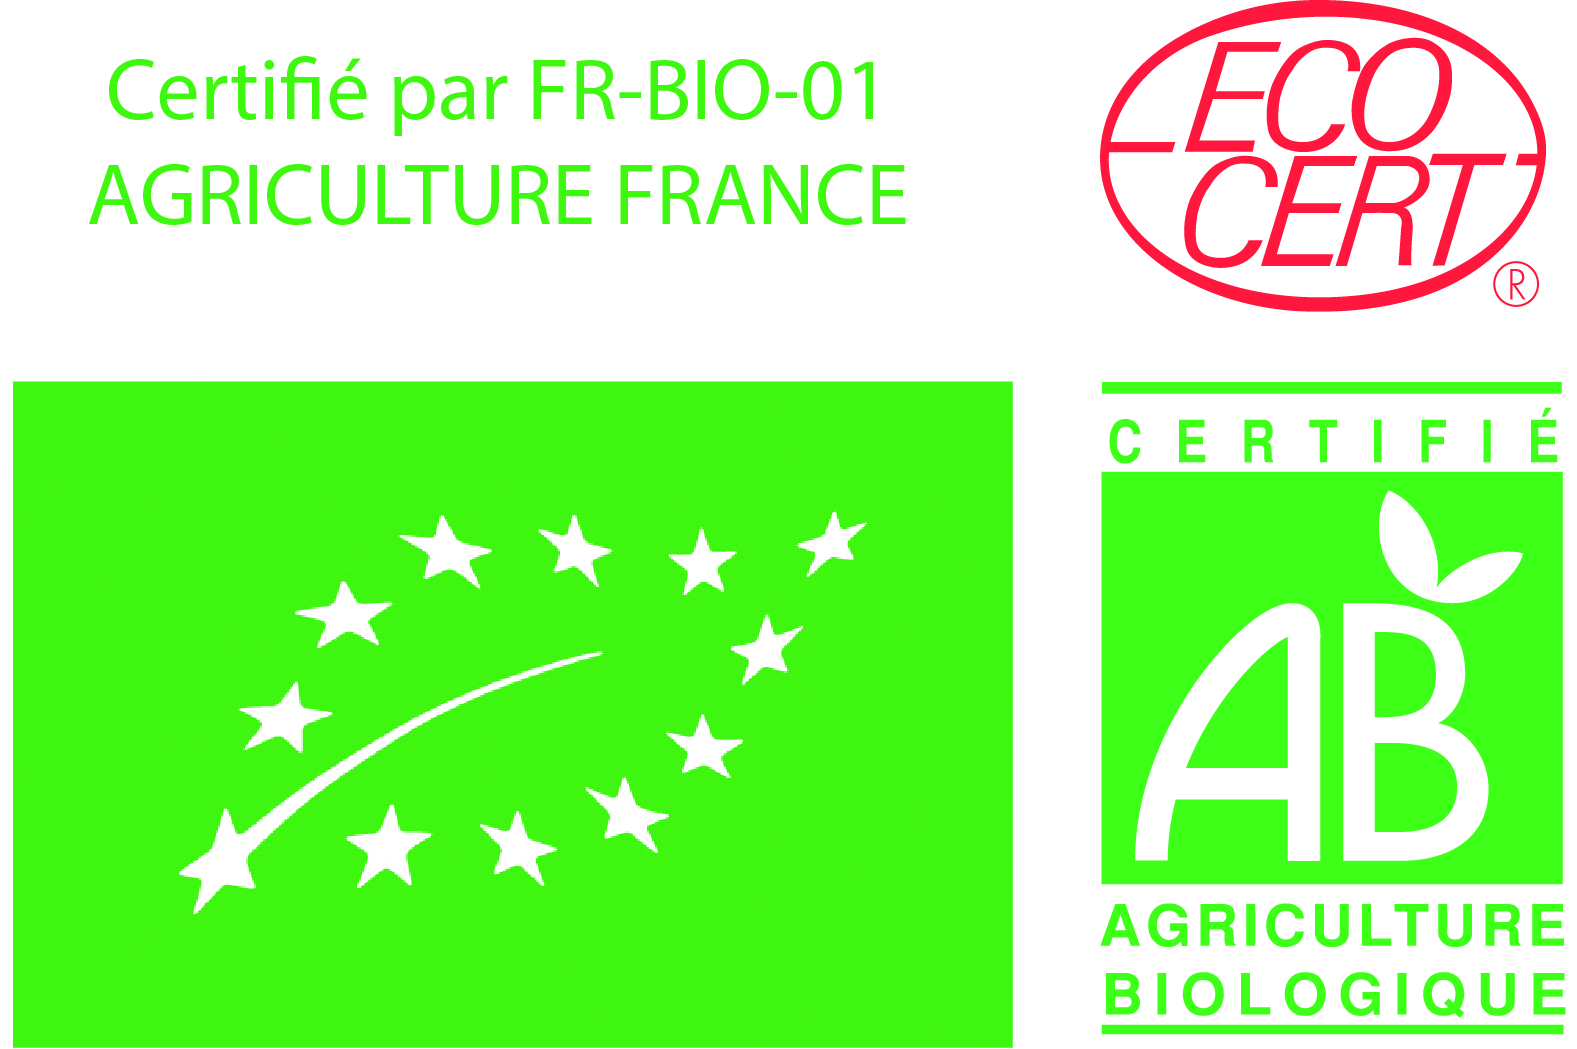 Certifié par FR-BIO-01
AGRICULTURE FRANCE
ECO
CERT
®
CERTIFIÉ
AB
AGRICULTURE
BIOLOGIQUE